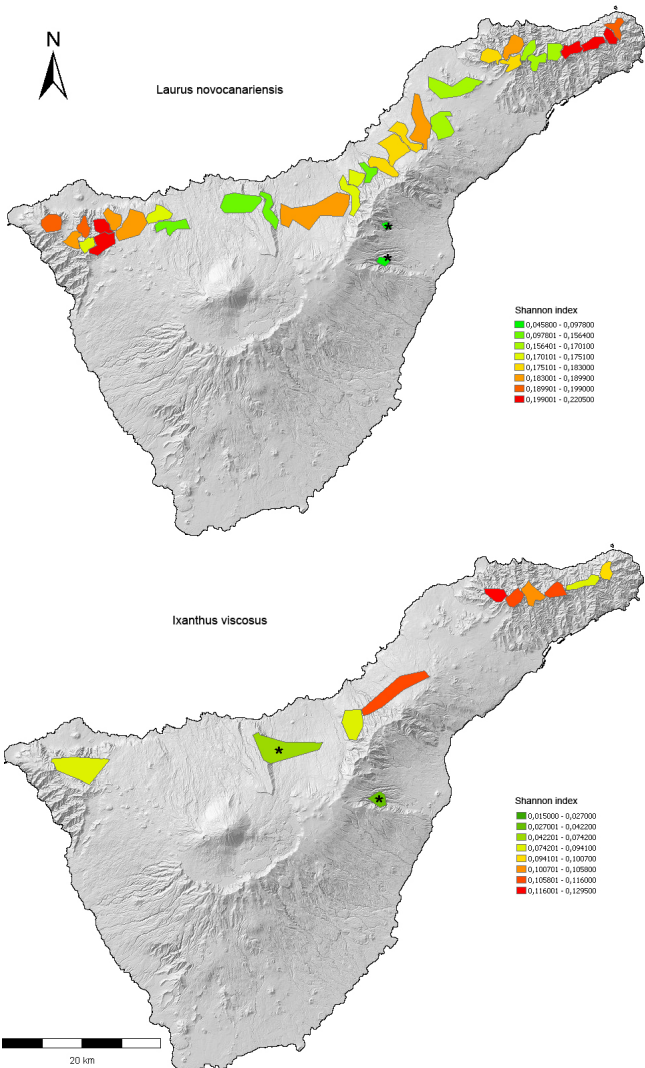 N
Laurus novocanariensis
Shannon index
0,045800 - 0,097800
0,097801 - 0,156400
0,156401 - 0,170100
0,170101 - 0,175100
0,175101 - 0,183000
0,183001 - 0,189900
0,189901 - 0,199000
0,199001 - 0,220500
*
*
Ixanthus viscosus
Shannon index
0,015000 - 0,027000
0,027001 - 0,042200
0,042201 - 0,074200
0,074201 - 0,094100
0,094101 - 0,100700
0,100701 - 0,105800
0,105801 - 0,116000
0,116001 - 0,129500
*
*
20 km